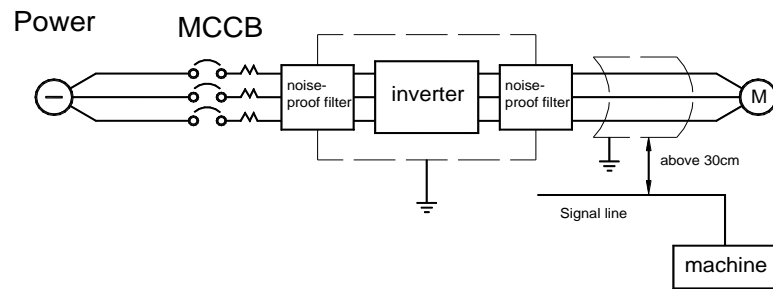 Power
MCCB
noise-
proof filter
inverter
noise-
proof filter
M
above 30cm
Signal line
machine